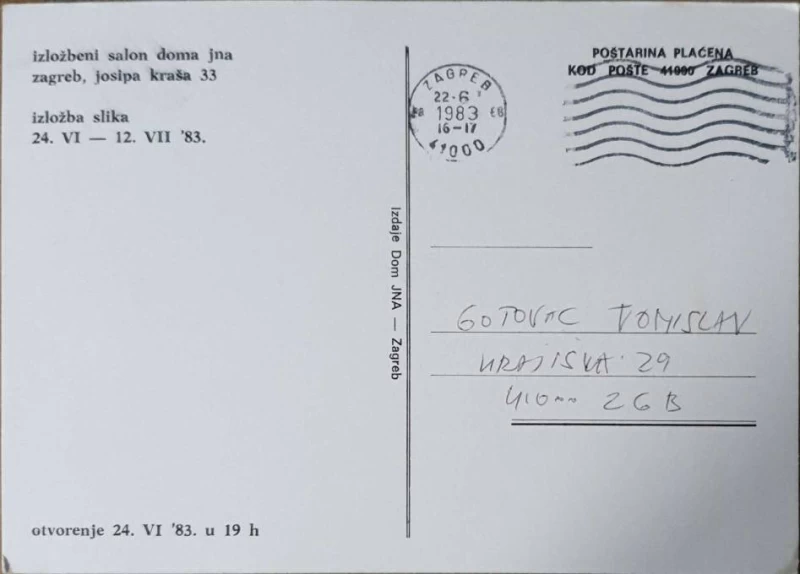 izložbeni salon doma jna
zagreb, josipa kraša 33
izložba slika
24. VI — 12. VII '83.
otvorenje 24. VI '83. u 19 h
izdaje Dom JNA — Zagreb
ZAGREB
22-6
1983
16-17
41000
POŠTARINA PLAĆENA
KOD POŠTE 41000 ZAGREB
GOTOVAC TOMISLAV
KRAJIŠKA 29
ZGB